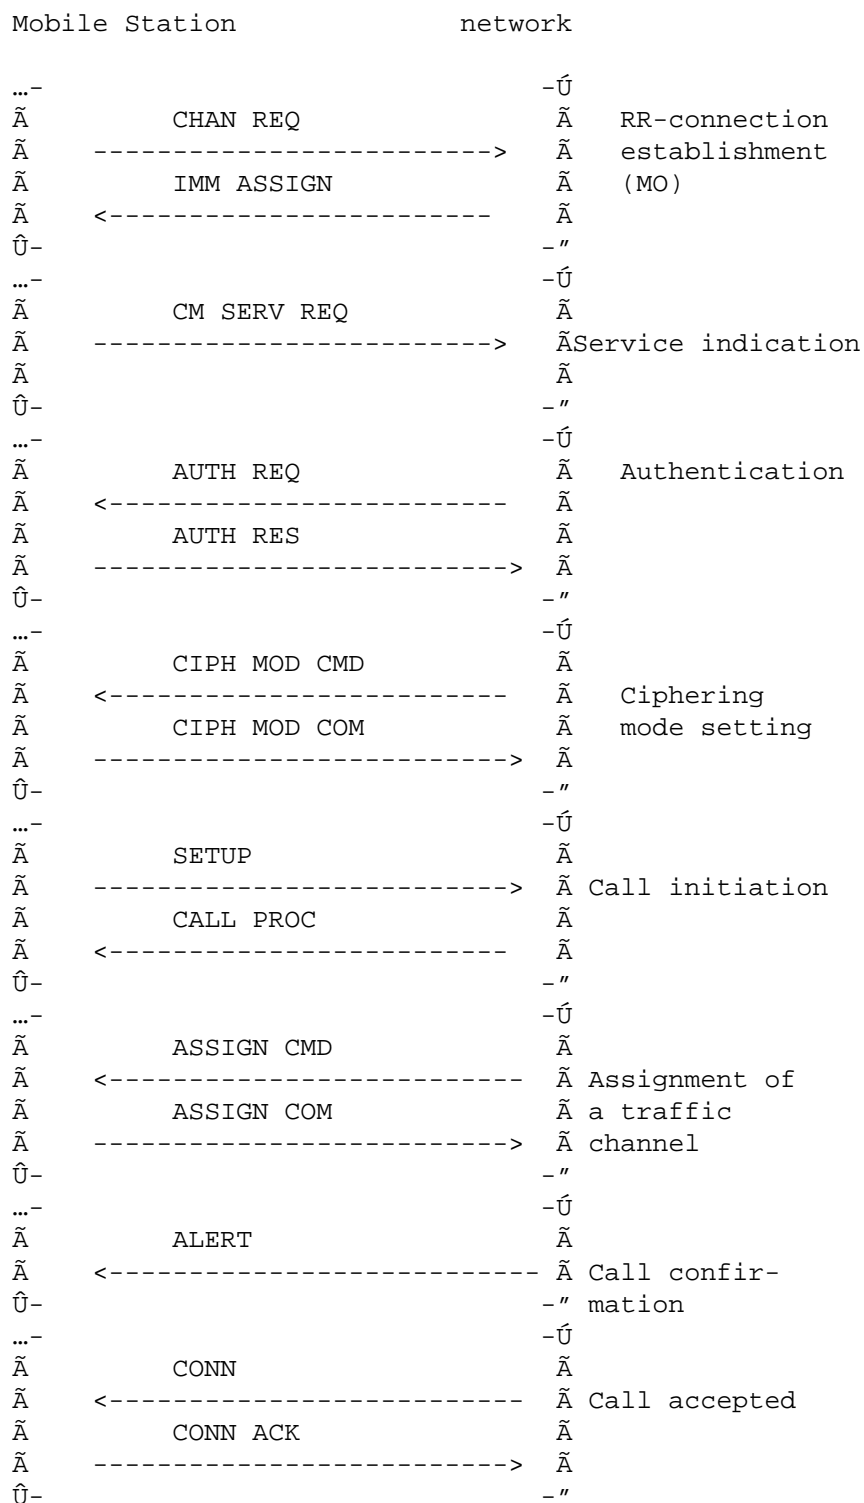 Mobile Station network
…- -Ú
Ã CHAN REQ Ã RR-connection
Ã -------------------------> Ã establishment
Ã IMM ASSIGN Ã (MO)
Ã <------------------------ Ã
Û- -"
…- -Ú
Ã CM SERV REQ Ã
Ã -------------------------> ÃService indication
Ã Ã
Û- -"
…- -Ú
Ã AUTH REQ Ã Authentication
Ã <------------------------- Ã
Ã AUTH RES Ã
Ã --------------------------> Ã
Û- -"
…- -Ú
Ã CIPH MOD CMD Ã
Ã <------------------------- Ã Ciphering
Ã CIPH MOD COM Ã mode setting
Ã --------------------------> Ã
Û- -"
…- -Ú
Ã SETUP Ã
Ã --------------------------> Ã Call initiation
Ã CALL PROC Ã
Ã <------------------------- Ã
Û- -"
…- -Ú
Ã ASSIGN CMD Ã
Ã <-------------------------- Ã Assignment of
Ã ASSIGN COM Ã a traffic
Ã --------------------------> Ã channel
Û- -"
…- -Ú
Ã ALERT Ã
Ã <--------------------------- Ã Call confir-
Û- -" mation
…- -Ú
Ã CONN Ã
Ã <-------------------------- Ã Call accepted
Ã CONN ACK Ã
Ã --------------------------> Ã
Û- -"